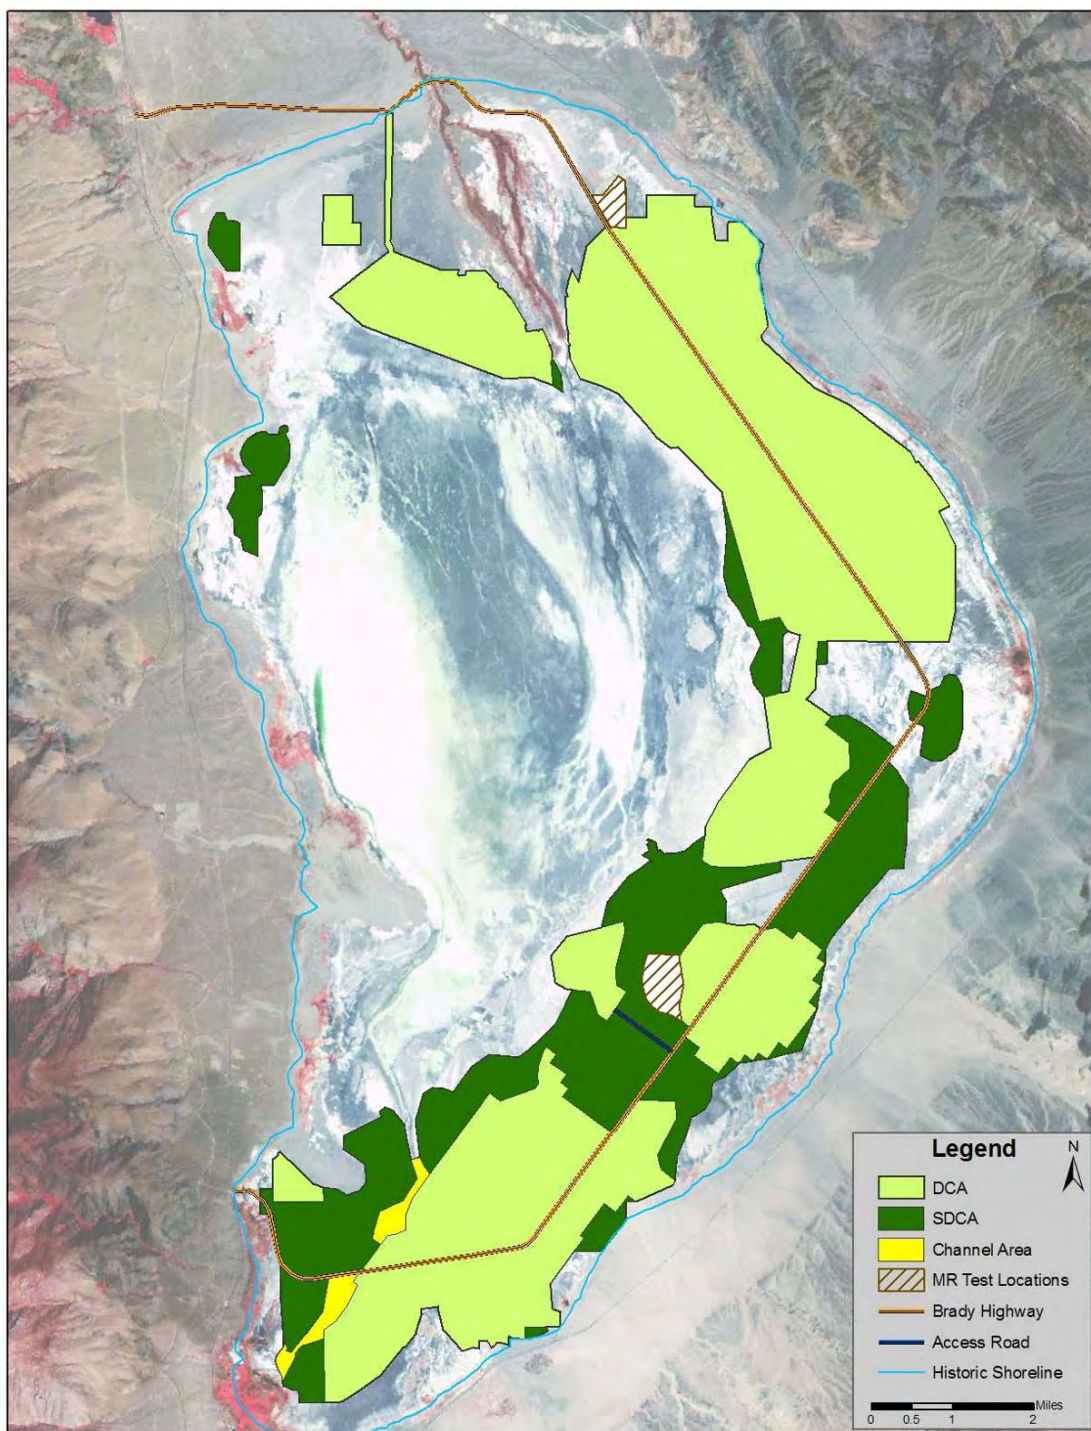 Legend
N
DCA
SDCA
Channel Area
MR Test Locations
Brady Highway
Access Road
Historic Shoreline
Miles
0 0.5 1 2